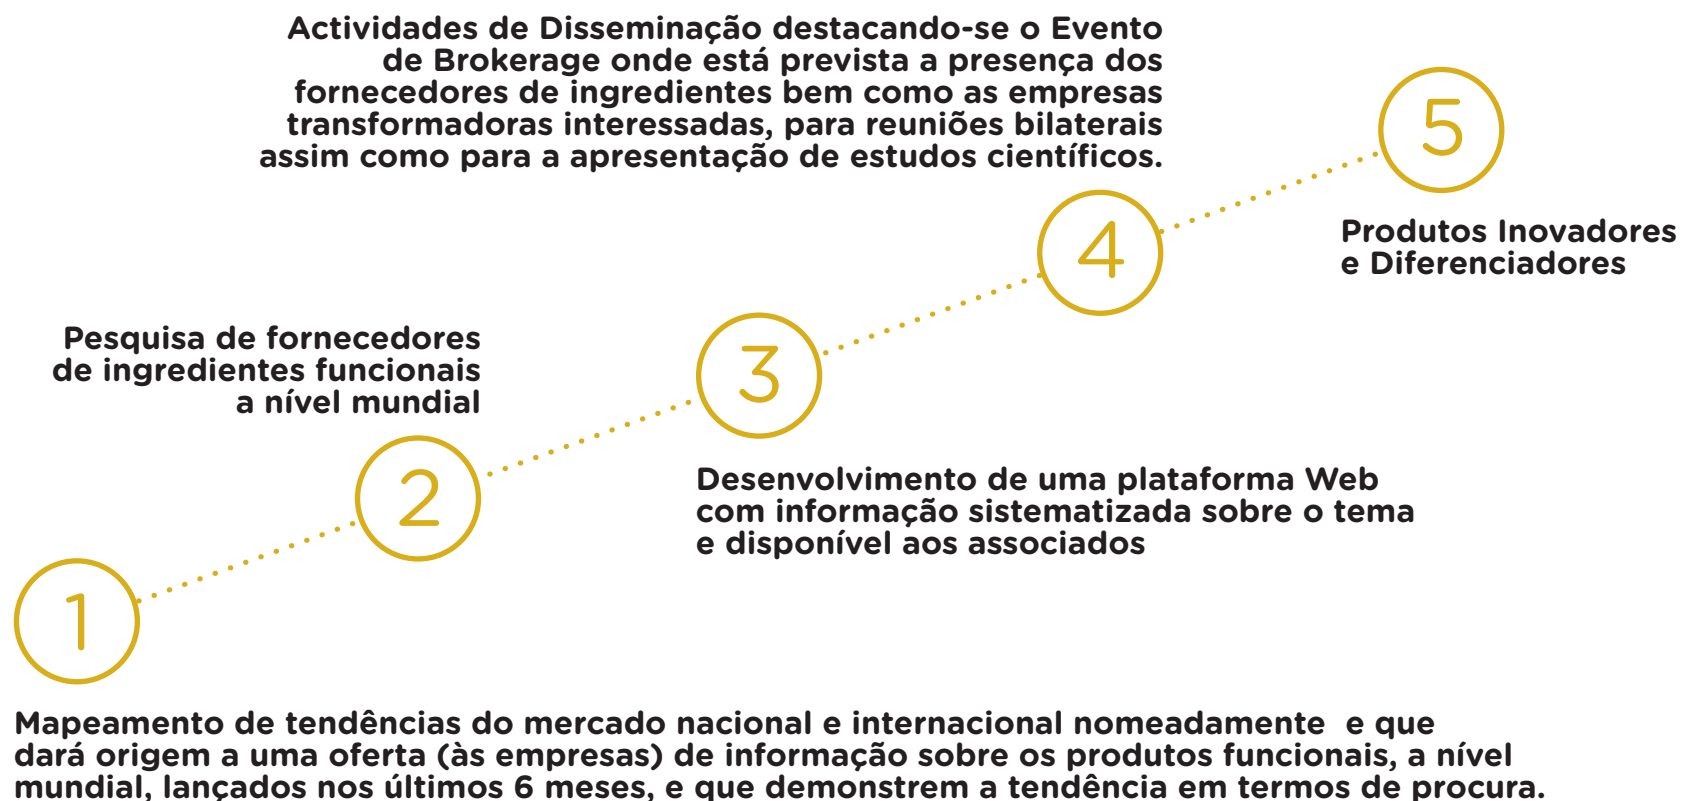 Actividades de Disseminação destacando-se o Evento
de Brokerage onde está prevista a presença dos
fornecedores de ingredientes bem como as empresas
transformadoras interessadas, para reuniões bilaterais
assim como para a apresentação de estudos científicos.
5
4
Produtos Inovadores
e Diferenciadores
Pesquisa de fornecedores
de ingredientes funcionais
a nível mundial
3
2
Desenvolvimento de uma plataforma Web
com informação sistematizada sobre o tema
e disponível aos associados
1
Mapeamento de tendências do mercado nacional e internacional nomeadamente  e que
dará origem a uma oferta (às empresas) de informação sobre os produtos funcionais, a nível
mundial, lançados nos últimos 6 meses, e que demonstrem a tendência em termos de procura.